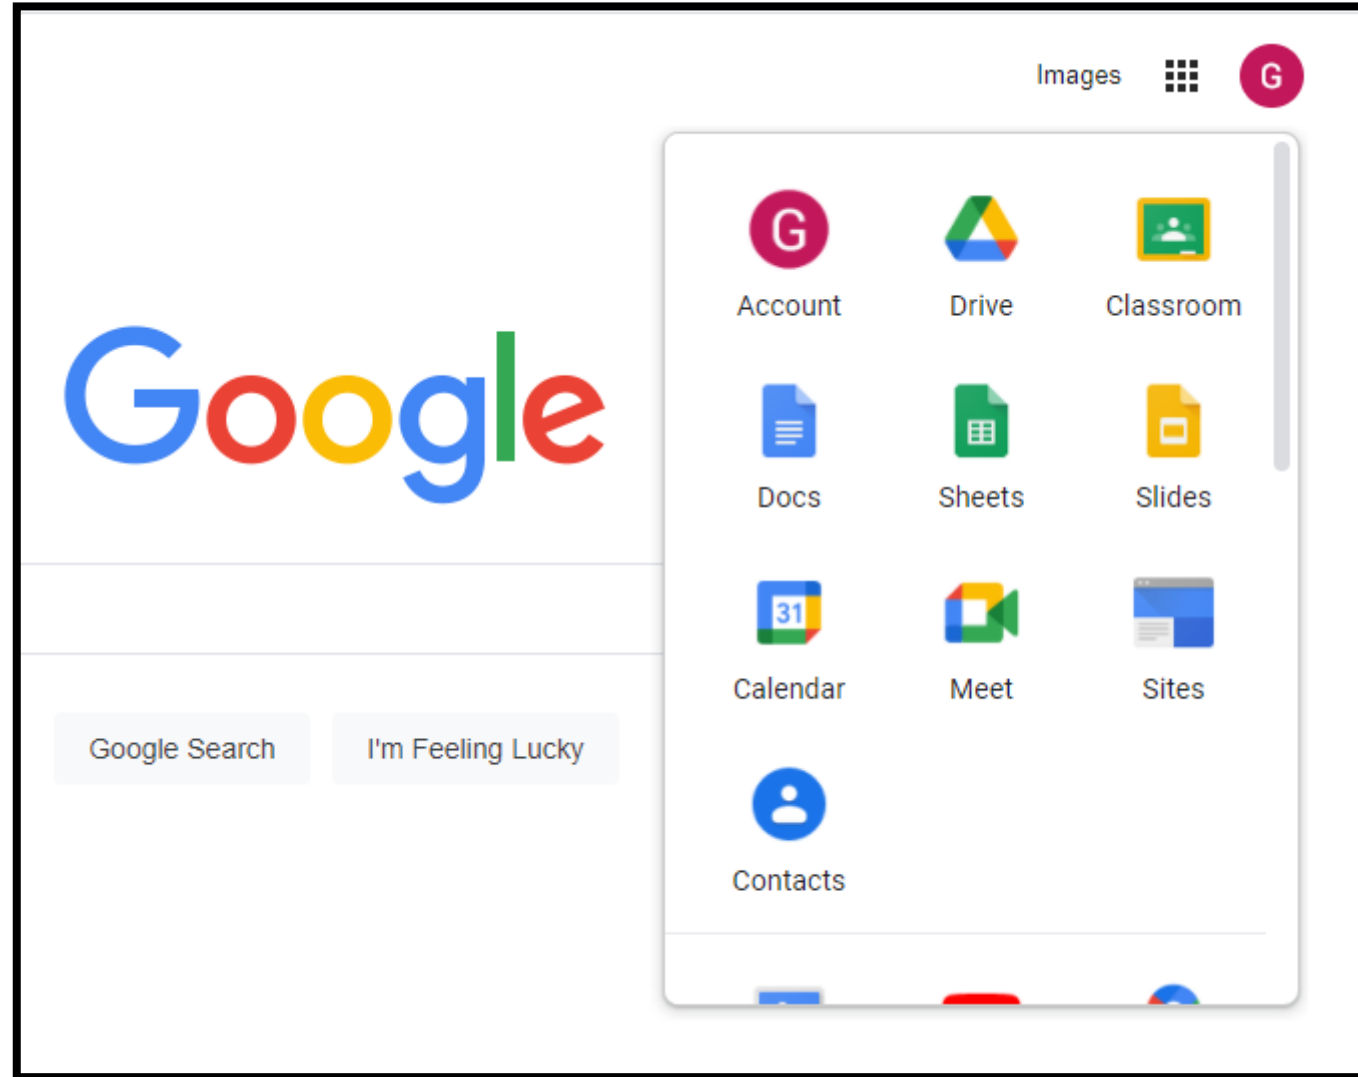 Images
G
G
Account
Drive
Classroom
Google
Docs
Sheets
Slides
31
Calendar
Meet
Sites
Google Search
I'm Feeling Lucky
Contacts